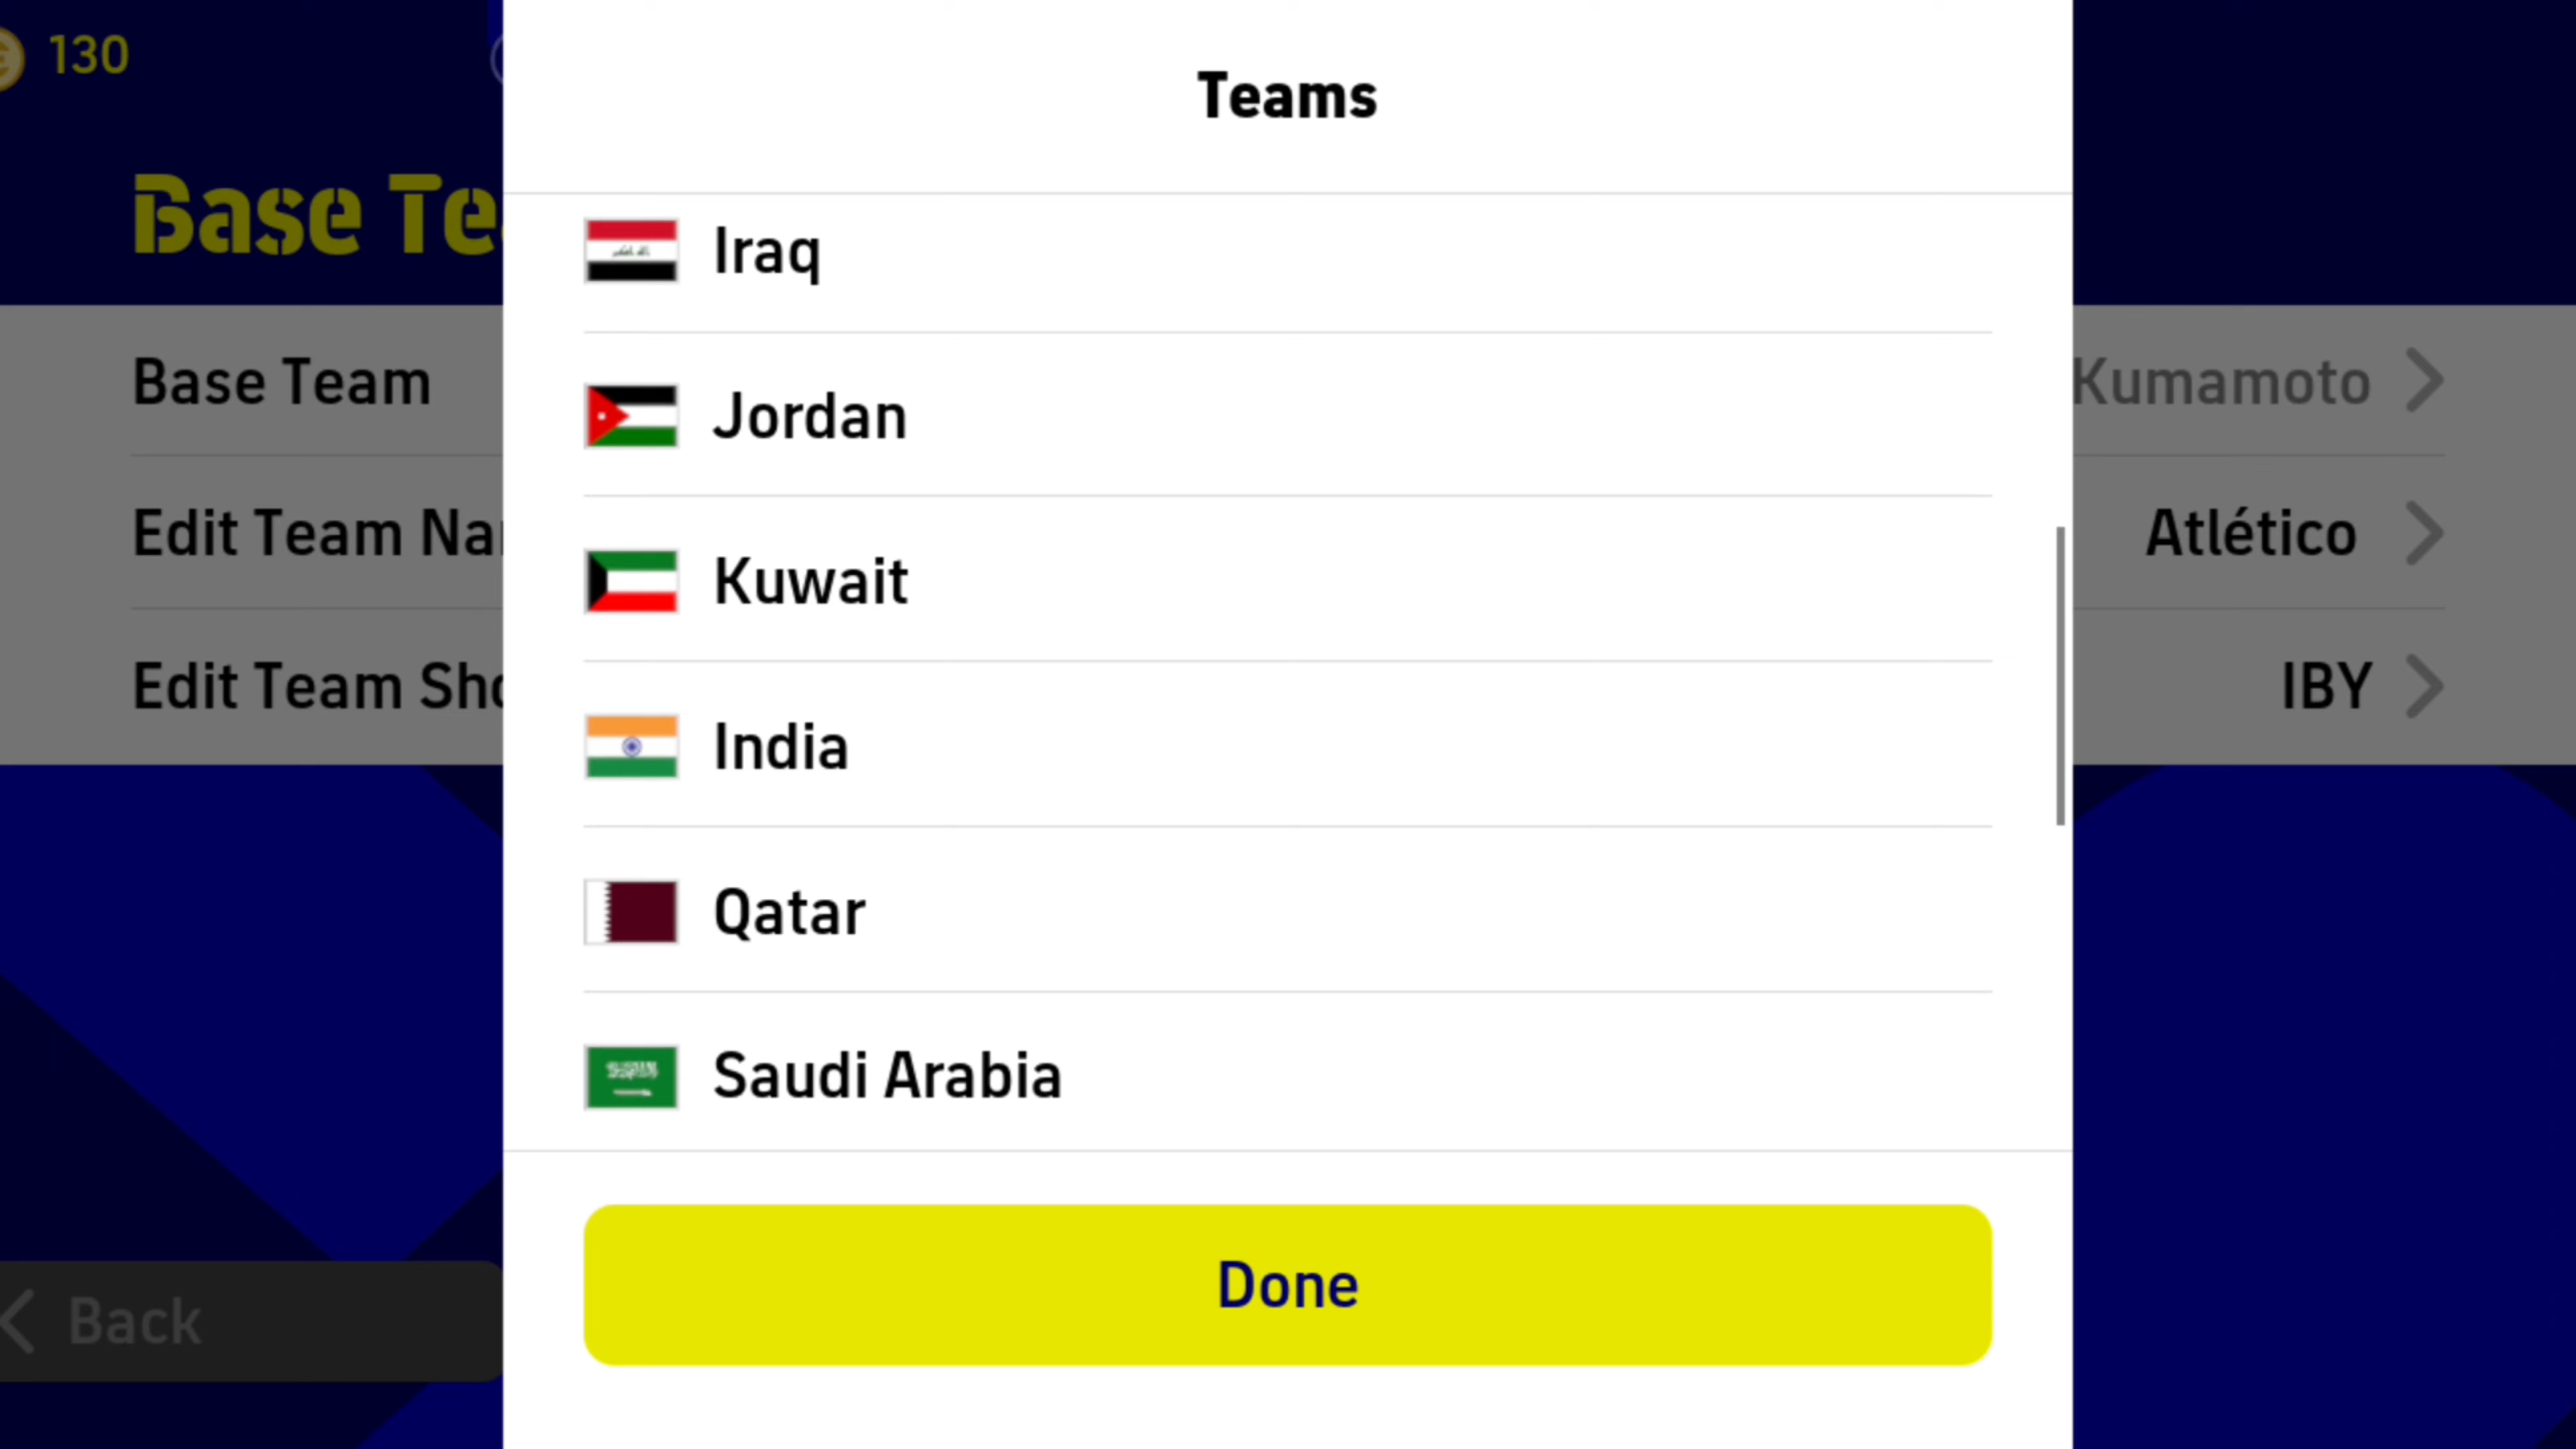 130
Teams
Base Te
Iraq
Base Team
Kumamoto
Jordan
Edit Team Na
Atlético
Kuwait
Edit Team Sho
IBY
India
Qatar
Saudi Arabia
Done
Back